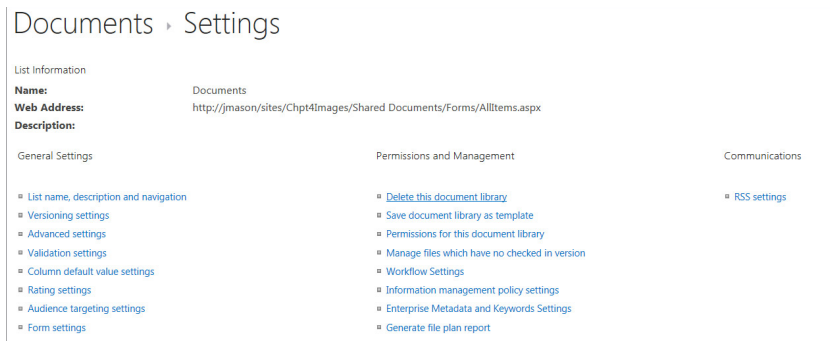 Documents › Settings
List Information
Name: Documents
Web Address: http://jmason/sites/Chpt4Images/Shared Documents/Forms/AllItems.aspx
Description:
General Settings Permissions and Management Communications
List name, description and navigation Delete this document library RSS settings
Versioning settings Save document library as template
Advanced settings Permissions for this document library
Validation settings Manage files which have no checked in version
Column default value settings Workflow Settings
Rating settings Information management policy settings
Audience targeting settings Enterprise Metadata and Keywords Settings
Form settings Generate file plan report